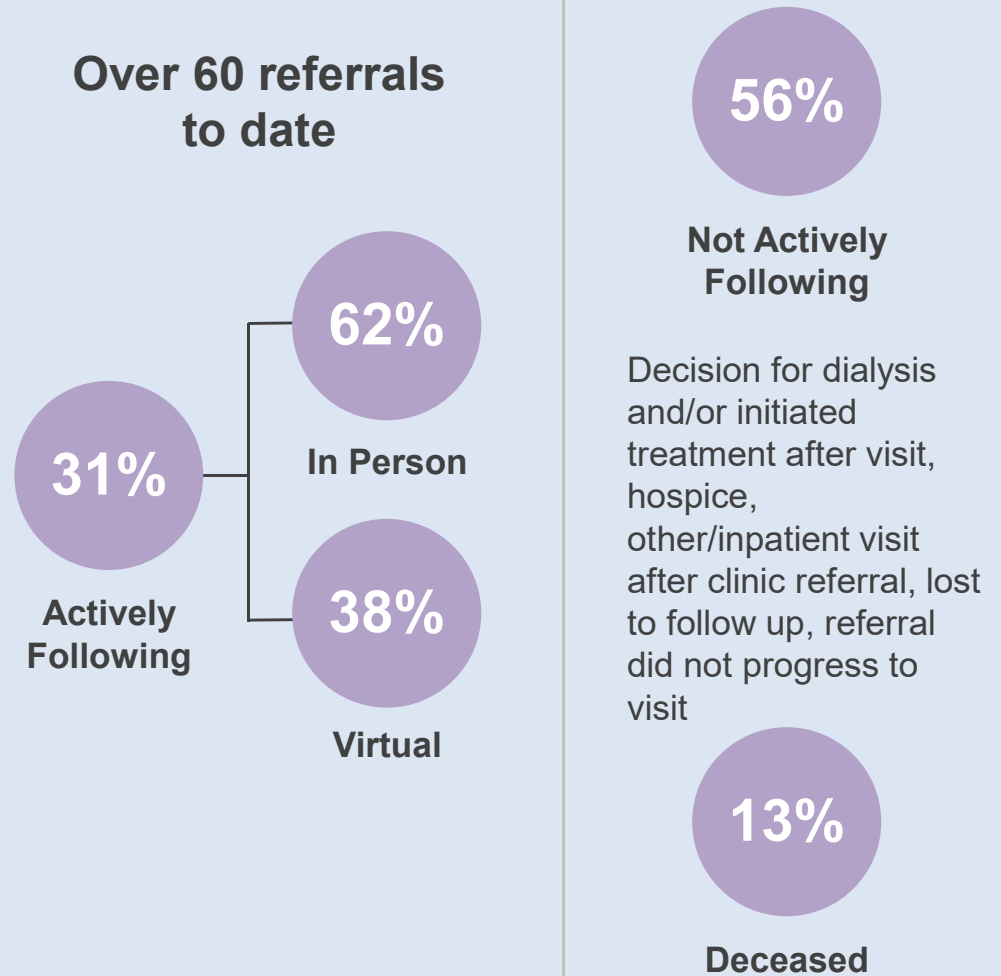 Over 60 referrals
to date
31%
Actively
Following
62%
In Person
38%
Virtual
56%
Not Actively
Following
Decision for dialysis
and/or initiated
treatment after visit,
hospice,
other/inpatient visit
after clinic referral, lost
to follow up, referral
did not progress to
visit
13%
Deceased